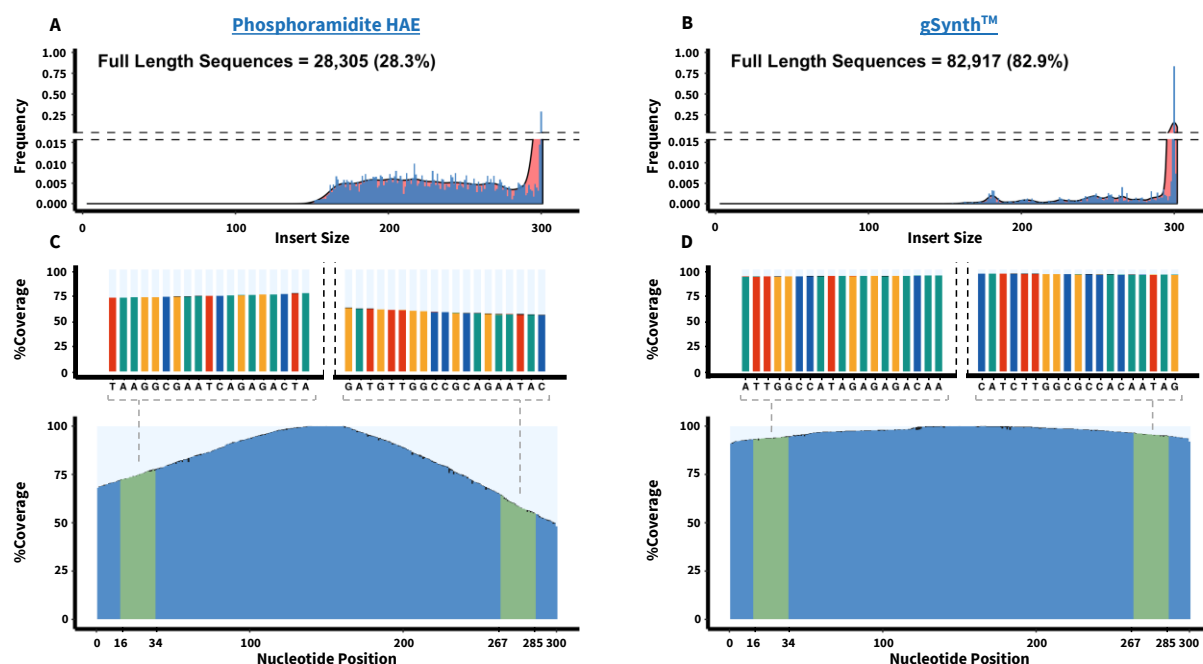 A
Phosphoramidite HAE
Full Length Sequences = 28,305 (28.3%)
Frequency
1.00
0.75
0.50
0.25
0.015
0.010
0.005
0.000
0
100
200
300
Insert Size
B
gSynth™
Full Length Sequences = 82,917 (82.9%)
Frequency
1.00
0.75
0.50
0.25
0.015
0.010
0.005
0.000
0
100
200
300
Insert Size
C
%Coverage
100
75
50
25
0
T A A G G C G A A T C A G A G A C T A
G A T G T T G G C C G C A G A A T A C
%Coverage
100
75
50
25
0
0 16 34 100 200 267 285 300
Nucleotide Position
D
%Coverage
100
75
50
25
0
A T T G G C C A T A G A G A G A C A A
C A T C T T G G C G C C A C A A T A G
%Coverage
100
75
50
25
0
0 16 34 100 200 267 285 300
Nucleotide Position